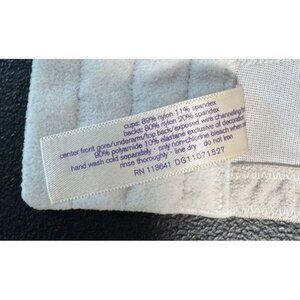 cups: 89% nylon 11% spandex
backs: 80% nylon 20% spandex
center front gore/underarm/top/back/exposed wire channeling/
90% polyamide 10% elastane exclusive of decoration
hand wash cold separately - only non-chlorine bleach when
rinse thoroughly - line dry do not iron
RN 118641 DG11071527